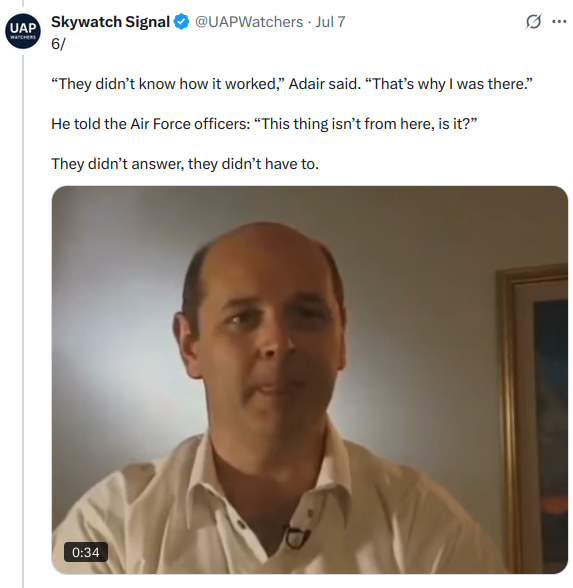 UAP
WATCHERS
Skywatch Signal @UAPWatchers · Jul 7
6/
“They didn’t know how it worked,” Adair said. “That’s why I was there.”
He told the Air Force officers: “This thing isn’t from here, is it?”
They didn’t answer, they didn’t have to.
0:34